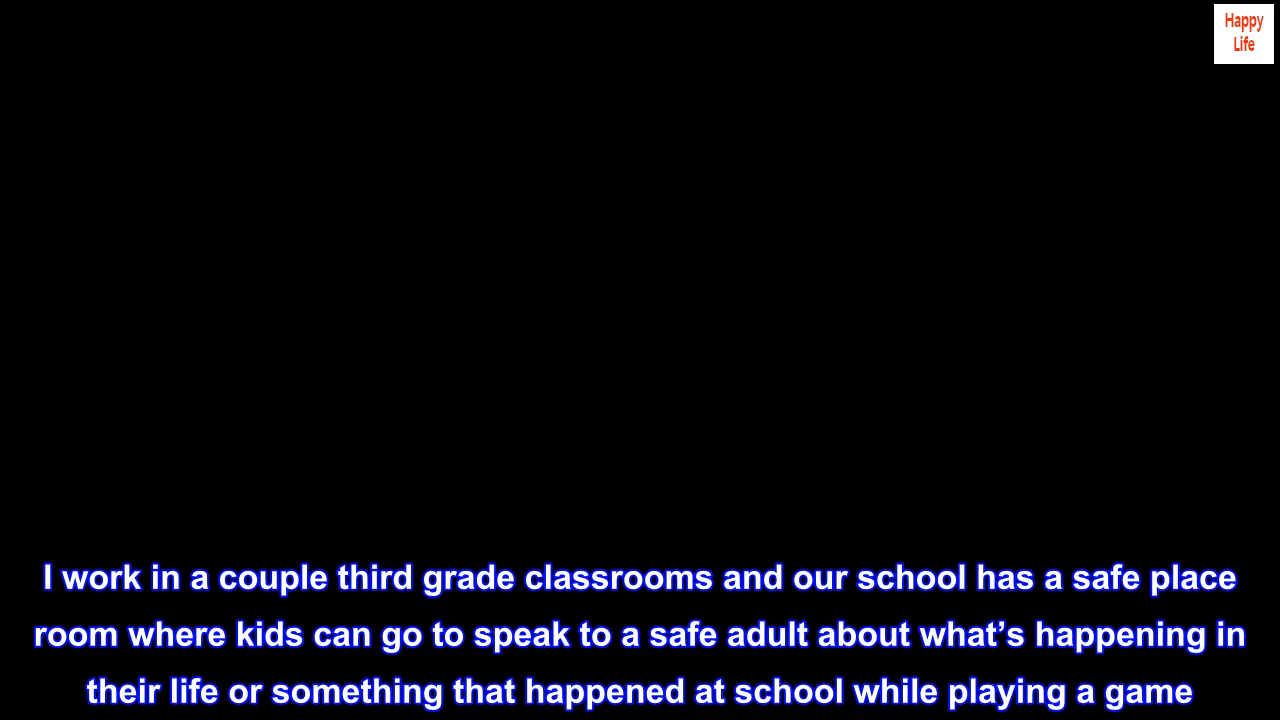 Happy
Life
I work in a couple third grade classrooms and our school has a safe place
room where kids can go to speak to a safe adult about what’s happening in
their life or something that happened at school while playing a game